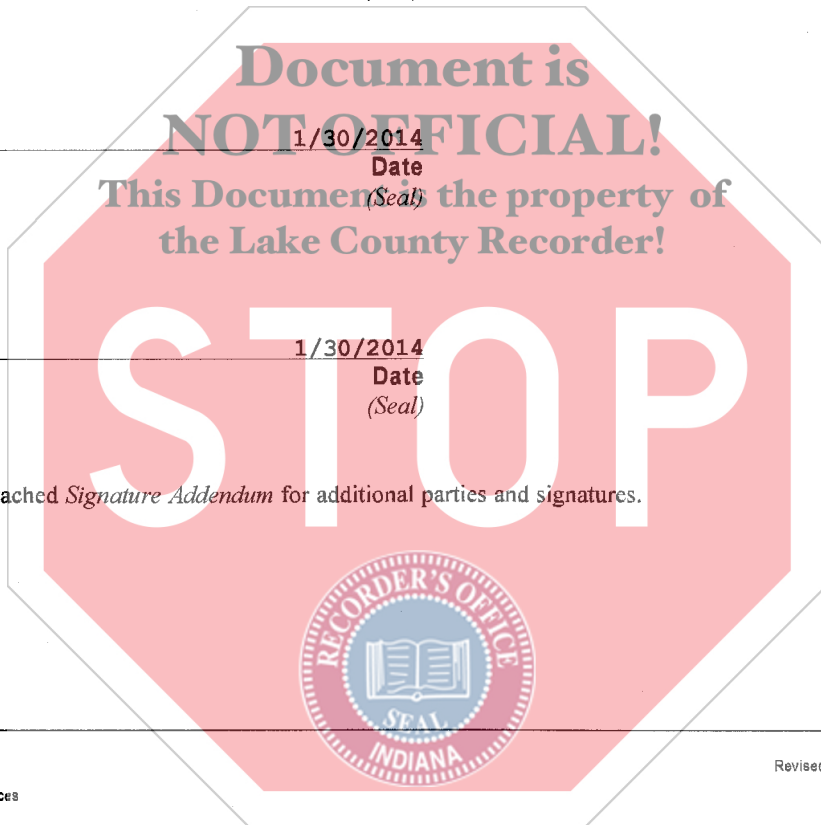 Document is
NOT OFFICIAL!
1/30/2014
Date
This Document is the property of
(Seal)
the Lake County Recorder!
STOP
1/30/2014
Date
(Seal)
ached Signature Addendum for additional parties and signatures.
RECORDER'S OFFICE
SEAL
INDIANA
Revised
ces